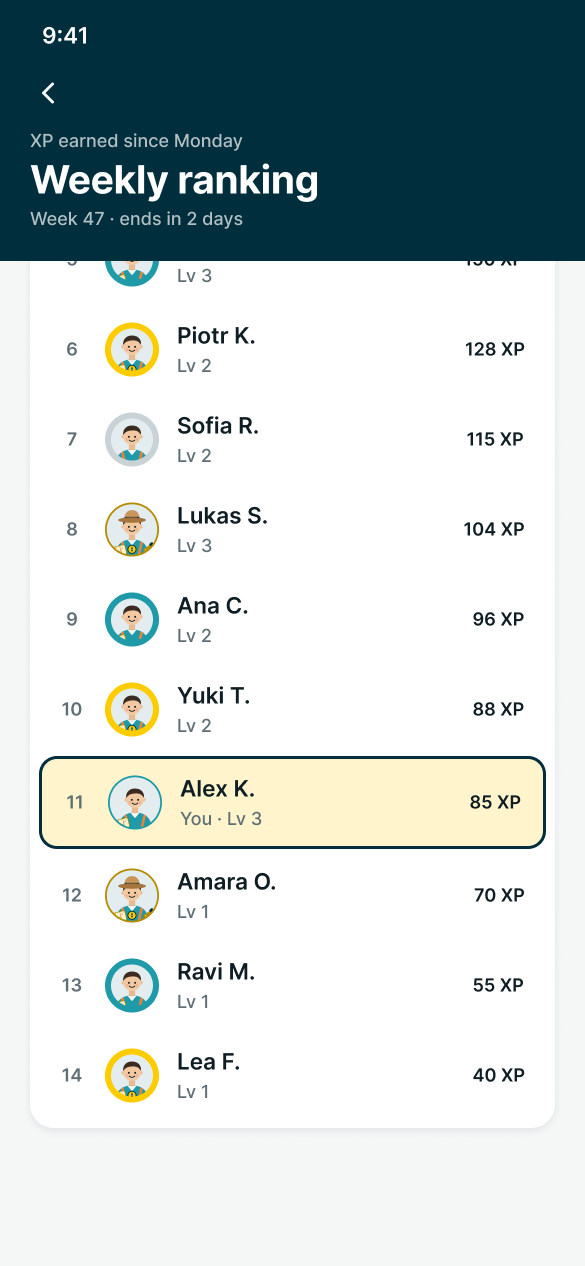 9:41
XP earned since Monday
Weekly ranking
Week 47 · ends in 2 days
Lv 3
6 Piotr K. 128 XP
Lv 2
7 Sofia R. 115 XP
Lv 2
8 Lukas S. 104 XP
Lv 3
9 Ana C. 96 XP
Lv 2
10 Yuki T. 88 XP
Lv 2
11 Alex K. 85 XP
You · Lv 3
12 Amara O. 70 XP
Lv 1
13 Ravi M. 55 XP
Lv 1
14 Lea F. 40 XP
Lv 1